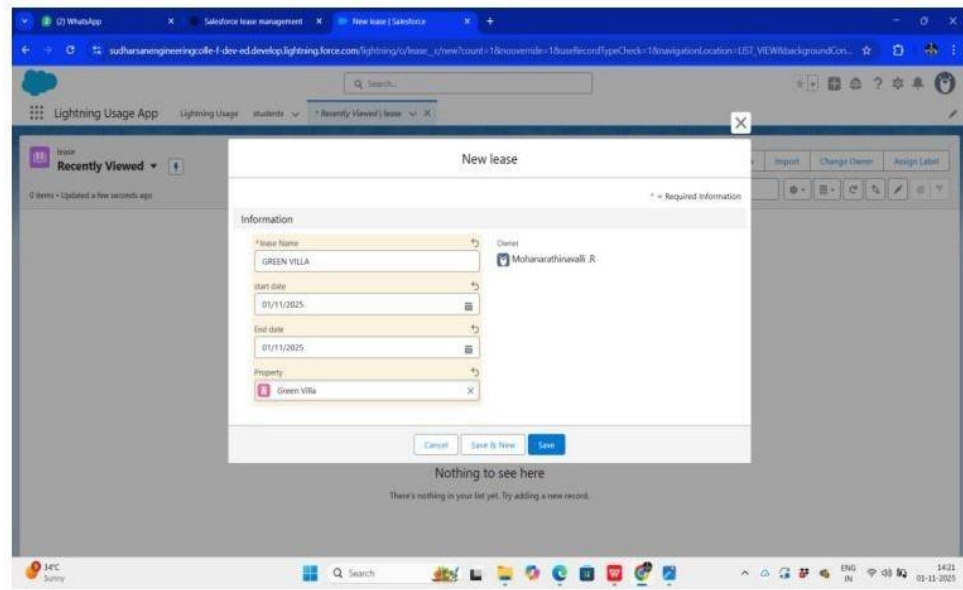 (2) WhatsApp
Salesforce lease management
New lease | Salesforce
Search...
Lightning Usage App
Lightning Usage
students
* Recently Viewed | lease
lease
Recently Viewed
Import
Change Owner
Assign Label
0 items • Updated a few seconds ago
New lease
* = Required Information
Information
*lease Name
GREEN VILLA
Owner
Mohanarathinavalli .R
start date
01/11/2025
End date
01/11/2025
Property
Green Villa
Cancel
Save & New
Save
Nothing to see here
There's nothing in your list yet. Try adding a new record.
Sunny
Search
ENG
IN
14:21
01-11-2025